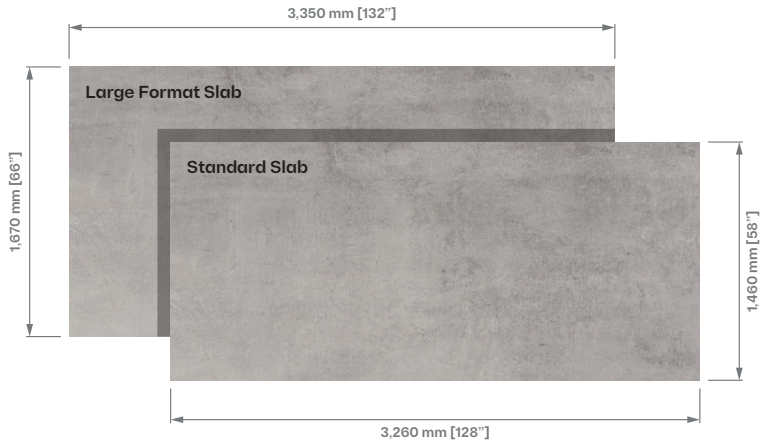 3,350 mm [132”]
Large Format Slab
1,670 mm [66”]
Standard Slab
1,460 mm [58”]
3,260 mm [128”]